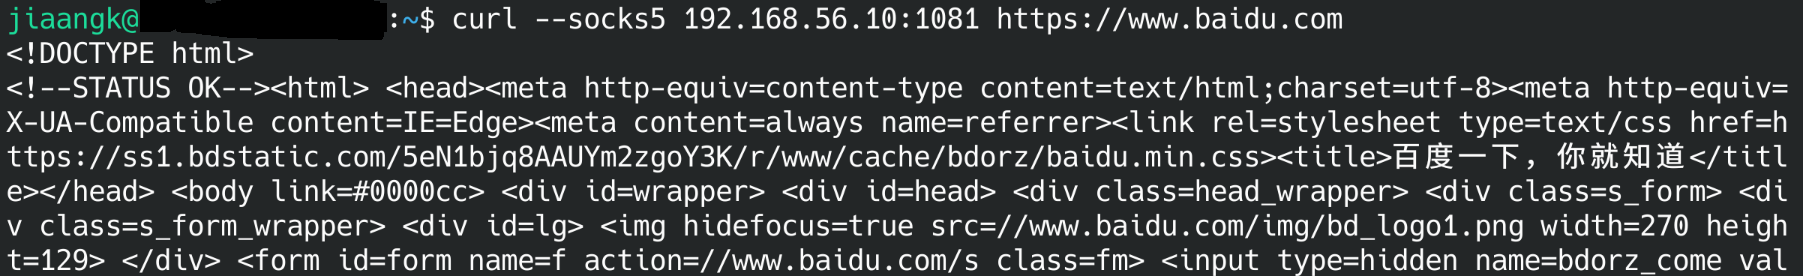 jiaangk@:~$ curl --socks5 192.168.56.10:1081 https://www.baidu.com
<!DOCTYPE html>
<!--STATUS OK--><html> <head><meta http-equiv=content-type content=text/html;charset=utf-8><meta http-equiv=
X-UA-Compatible content=IE=Edge><meta content=always name=referrer><link rel=stylesheet type=text/css href=h
ttps://ss1.bdstatic.com/5eN1bjq8AAUYm2zgoY3K/r/www/cache/bdorz/baidu.min.css><title>百度一下，你就知道</titl
e></head> <body link=#0000cc> <div id=wrapper> <div id=head> <div class=head_wrapper> <div class=s_form> <di
v class=s_form_wrapper> <div id=lg> <img hidefocus=true src=//www.baidu.com/img/bd_logo1.png width=270 heigh
t=129> </div> <form id=form name=f action=//www.baidu.com/s class=fm> <input type=hidden name=bdorz_come val